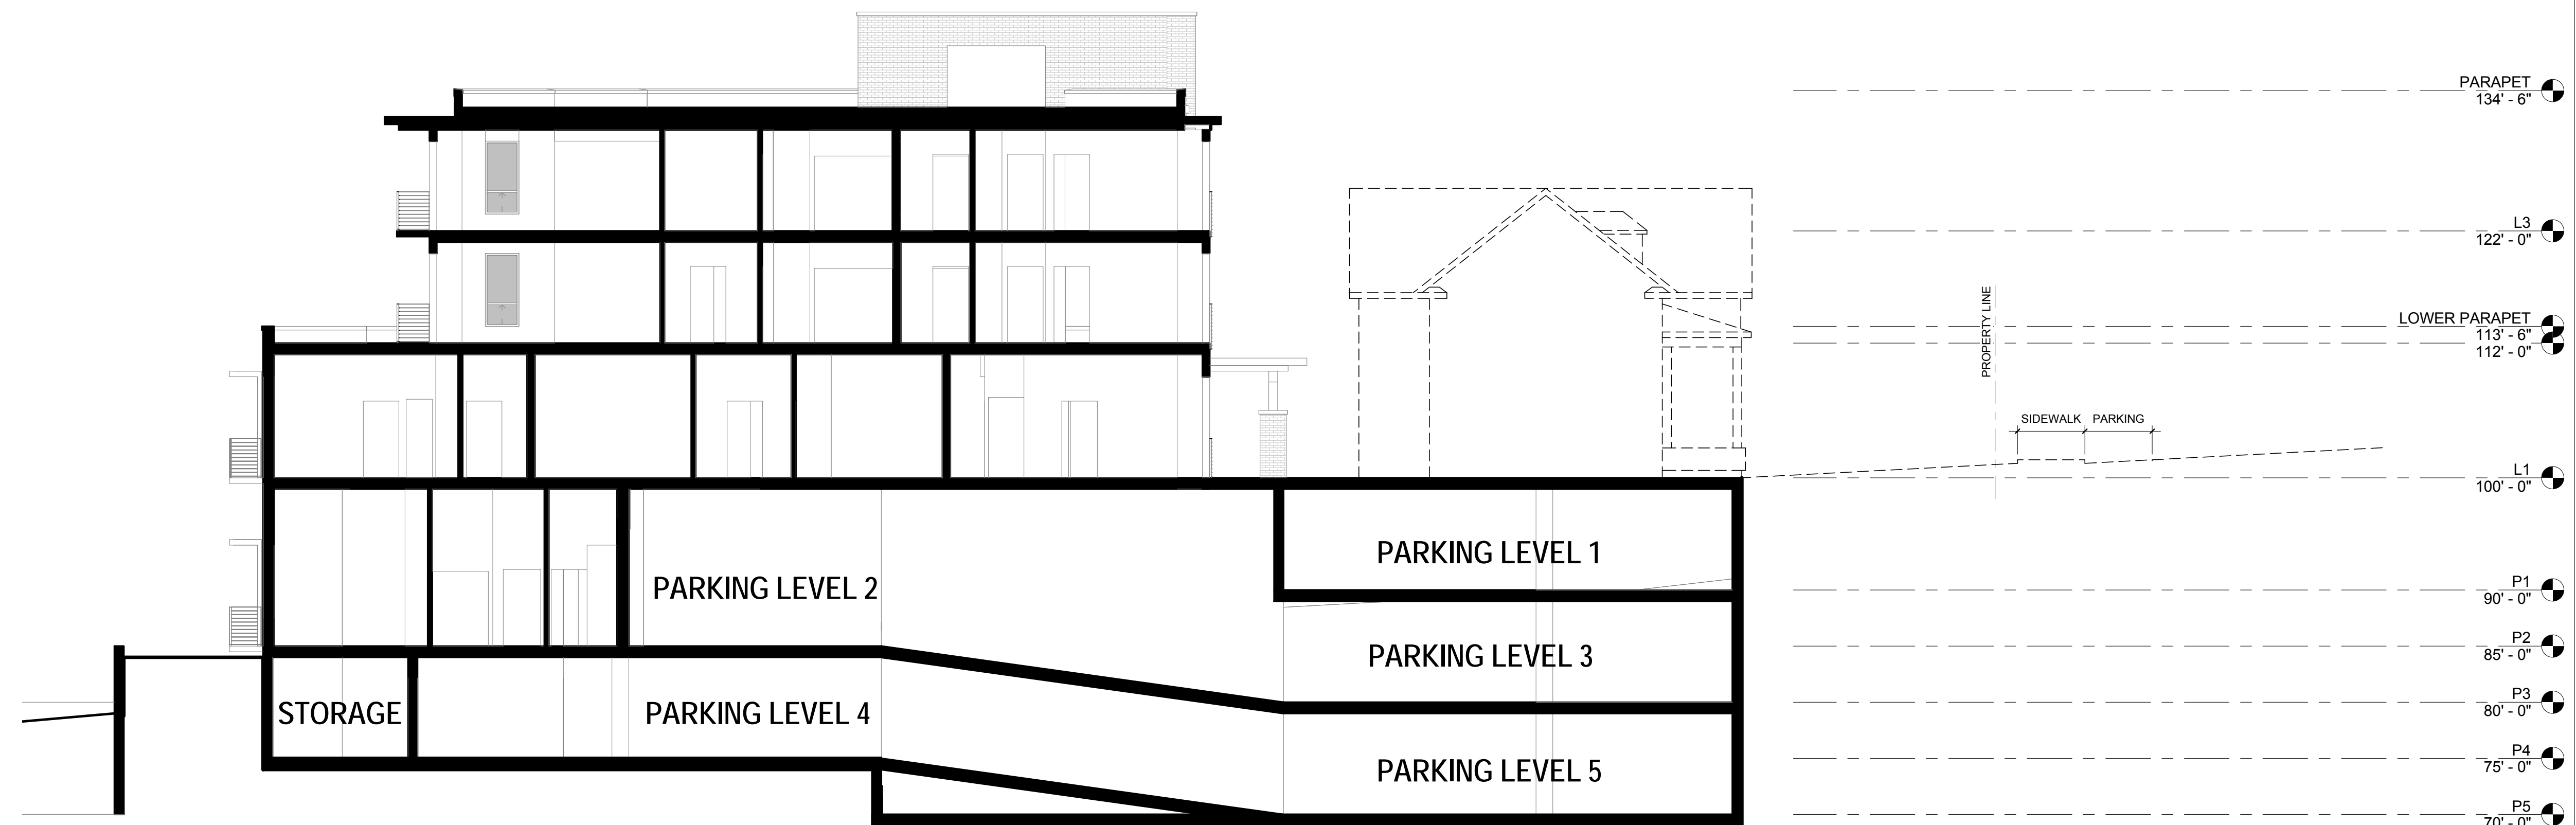 PARAPET
134' - 6"
L3
122' - 0"
PROPERTY LINE
LOWER PARAPET
113' - 6"
112' - 0"
SIDEWALK PARKING
L1
100' - 0"
PARKING LEVEL 1
PARKING LEVEL 2
P1
90' - 0"
PARKING LEVEL 3
P2
85' - 0"
STORAGE
PARKING LEVEL 4
P3
80' - 0"
PARKING LEVEL 5
P4
75' - 0"
P5
70' - 0"